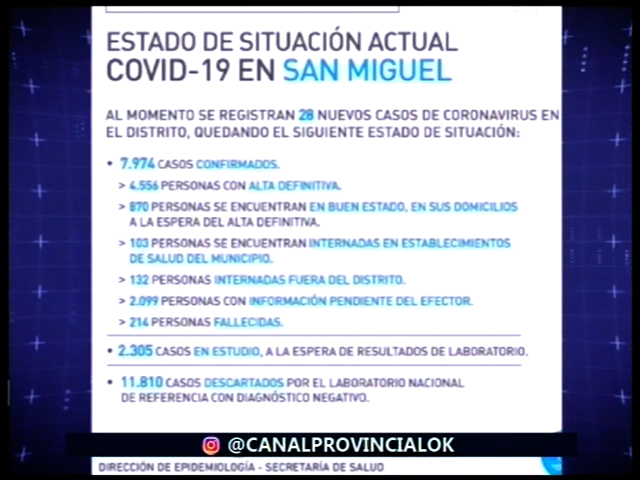 ESTADO DE SITUACIÓN ACTUAL
COVID-19 EN SAN MIGUEL
AL MOMENTO SE REGISTRAN 28 NUEVOS CASOS DE CORONAVIRUS EN
EL DISTRITO, QUEDANDO EL SIGUIENTE ESTADO DE SITUACIÓN:
• 7.974 CASOS CONFIRMADOS.
> 4.556 PERSONAS CON ALTA DEFINITIVA.
> 870 PERSONAS SE ENCUENTRAN EN BUEN ESTADO, EN SUS DOMICILIOS
A LA ESPERA DEL ALTA DEFINITIVA.
> 103 PERSONAS SE ENCUENTRAN INTERNADAS EN ESTABLECIMIENTOS
DE SALUD DEL MUNICIPIO.
> 132 PERSONAS INTERNADAS FUERA DEL DISTRITO.
> 2.099 PERSONAS CON INFORMACIÓN PENDIENTE DEL EFECTOR.
> 214 PERSONAS FALLECIDAS.
• 2.305 CASOS EN ESTUDIO, A LA ESPERA DE RESULTADOS DE LABORATORIO.
• 11.810 CASOS DESCARTADOS POR EL LABORATORIO NACIONAL
DE REFERENCIA CON DIAGNÓSTICO NEGATIVO.
@CANALPROVINCIALOK
DIRECCIÓN DE EPIDEMIOLOGÍA - SECRETARÍA DE SALUD